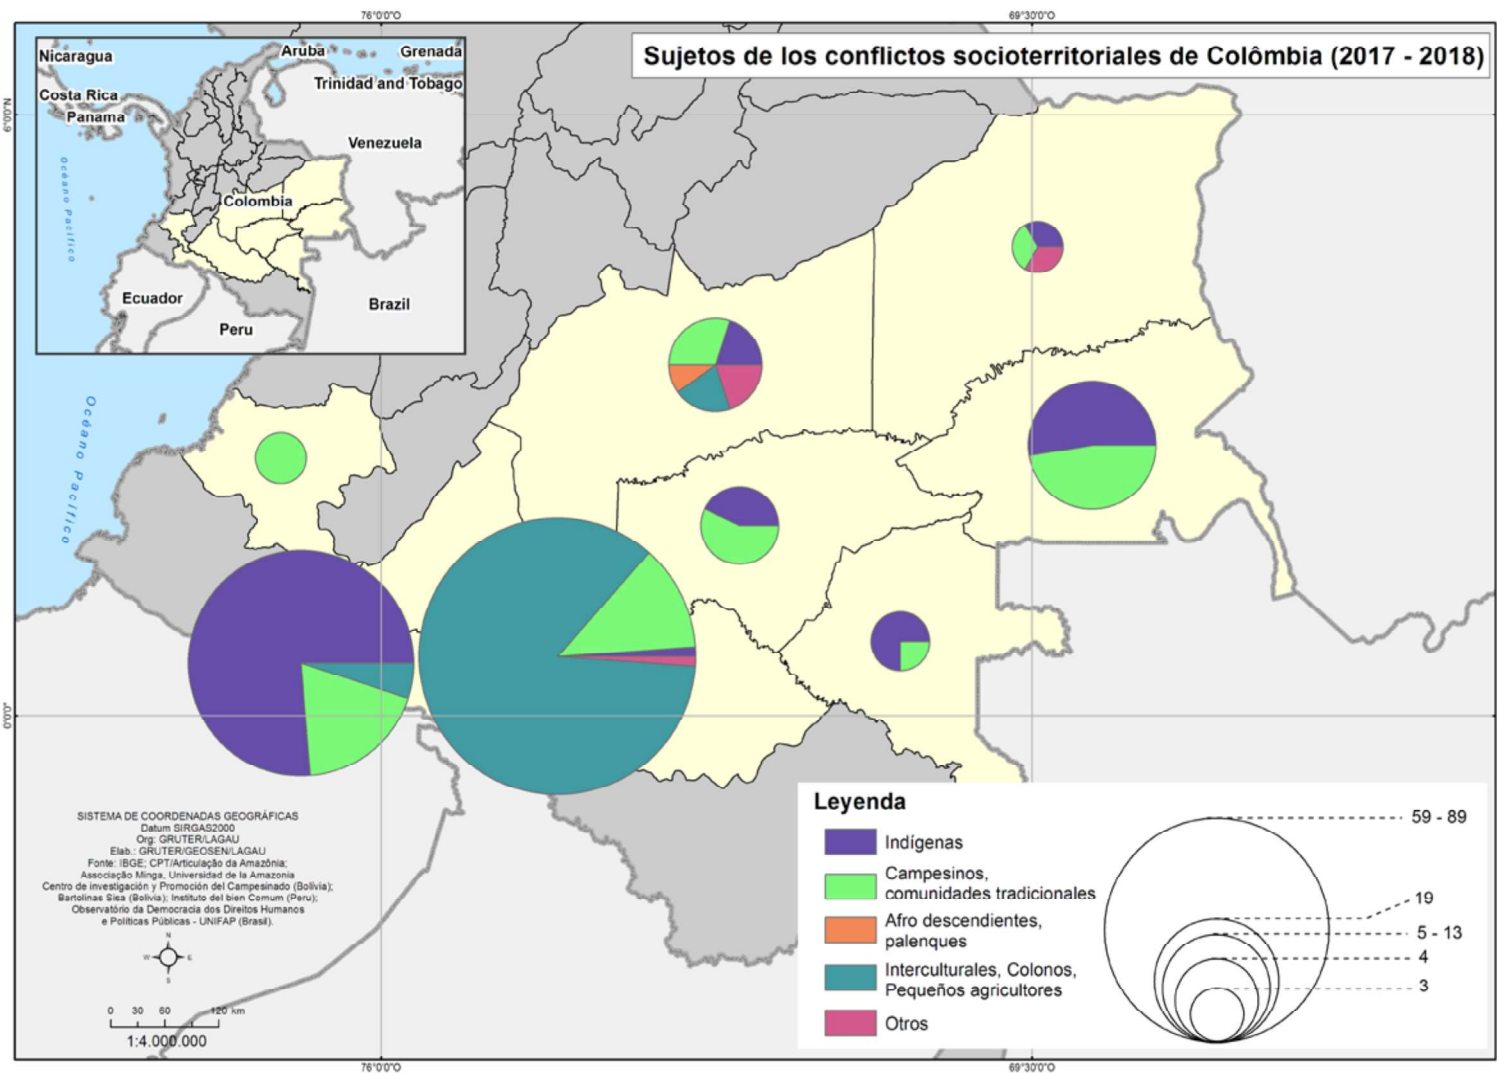 76°0'0"O
69°30'0"O
Sujetos de los conflictos socioterritoriales de Colômbia (2017 - 2018)
Nicaragua
Aruba
Grenada
Trinidad and Tobago
Costa Rica
Panama
Venezuela
Océano Pacífico
Colombia
Ecuador
Brazil
Peru
6°0'0"N
Océano Pacífico
0°0'0"
SISTEMA DE COORDENADAS GEOGRÁFICAS
Datum SIRGAS2000
Org: GRUTER/LAGAU
Elab.: GRUTER/GEOSEN/LAGAU
Fonte: IBGE; CPT/Articulação da Amazônia;
Associação Minga, Universidad de la Amazonia
Centro de investigación y Promoción del Campesinado (Bolívia);
Bartolinas Sisa (Bolivia); Instituto del bien Comum (Peru);
Observatório da Democracia dos Direitos Humanos
e Políticas Públicas - UNIFAP (Brasil).
N
W E
S
0 30 60 120 km
1:4.000.000
Leyenda
Indígenas
Campesinos,
comunidades tradicionales
Afro descendientes,
palenques
Interculturales, Colonos,
Pequeños agricultores
Otros
59 - 89
19
5 - 13
4
3
76°0'0"O
69°30'0"O